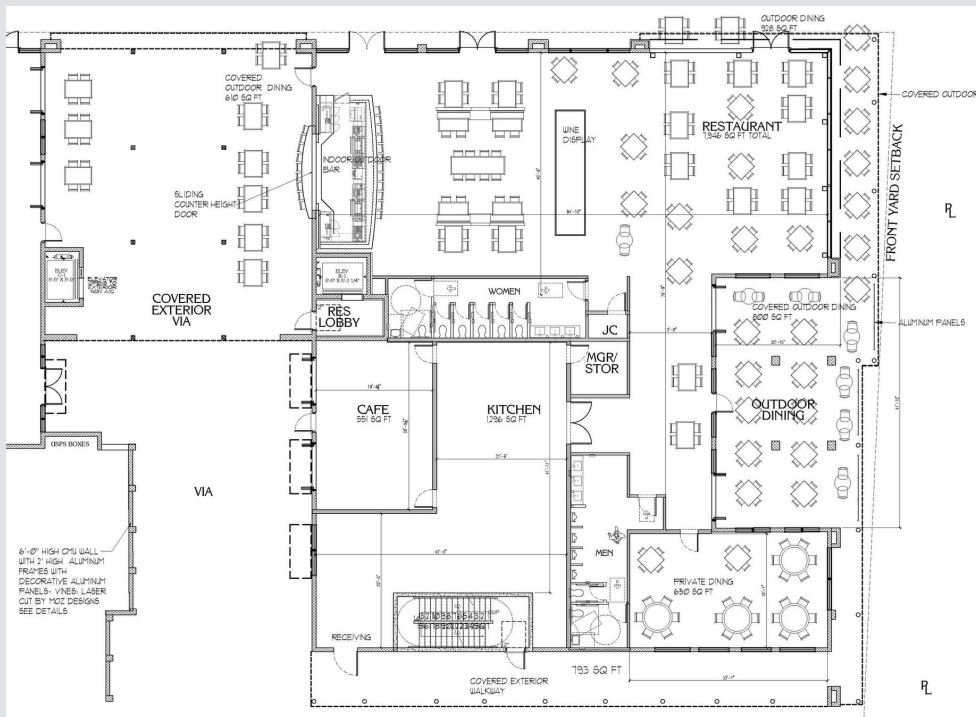 OUTDOOR DINING
928 SQ FT
COVERED
OUTDOOR DINING
610 SQ FT
COVERED OUTDOOR
WINE
DISPLAY
RESTAURANT
7,946 SQ FT TOTAL
INDOOR/OUTDOOR
BAR
SLIDING
COUNTER HEIGHT
DOOR
FRONT YARD SETBACK
PL
ELEV
ELEV
COVERED
EXTERIOR
VIA
RES
LOBBY
WOMEN
JC
COVERED OUTDOOR DINING
800 SQ FT
ALUMINUM PANELS
MGR/
STOR
CAFE
551 SQ FT
KITCHEN
1,296 SQ FT
OUTDOOR
DINING
USPS BOXES
VIA
6'-0" HIGH CMU WALL
WITH 2' HIGH ALUMINUM
FRAMES WITH
DECORATIVE ALUMINUM
PANELS- VINES: LASER
CUT BY MOZ DESIGNS
SEE DETAILS
MEN
PRIVATE DINING
650 SQ FT
RECEIVING
UP
793 SQ FT
COVERED EXTERIOR
WALKWAY
PL